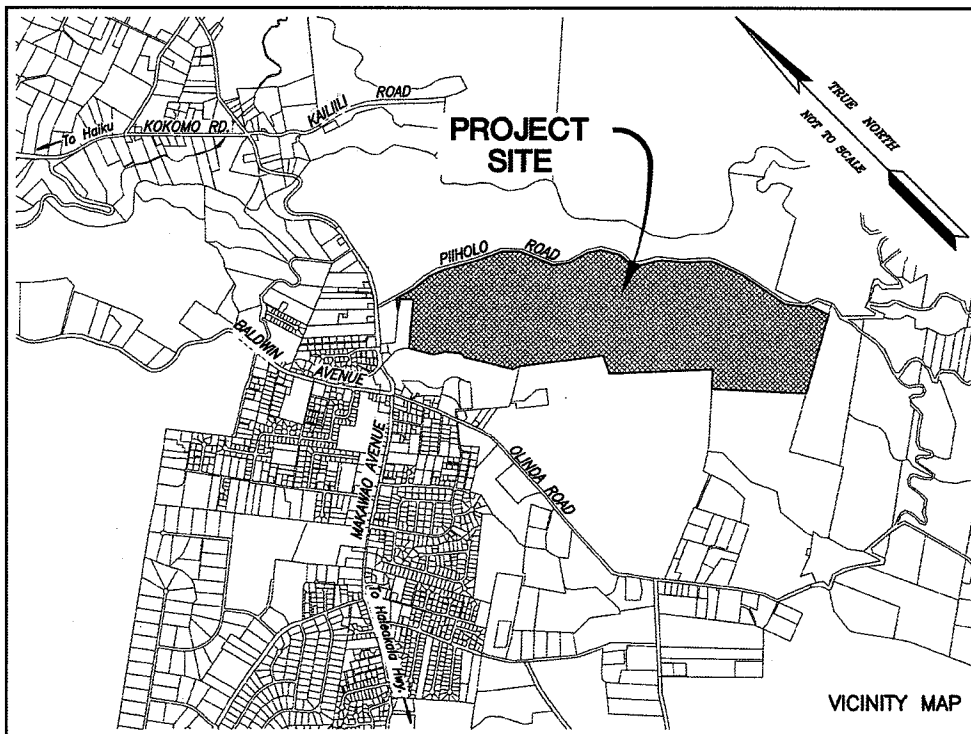 KAILIILI ROAD
To Haiku
KOKOMO RD.
PROJECT
SITE
TRUE NORTH
NOT TO SCALE
PIIHOLO ROAD
BALDWIN AVENUE
MAKAWAO AVENUE
OLINDA ROAD
To Haleakala Hwy.
VICINITY MAP